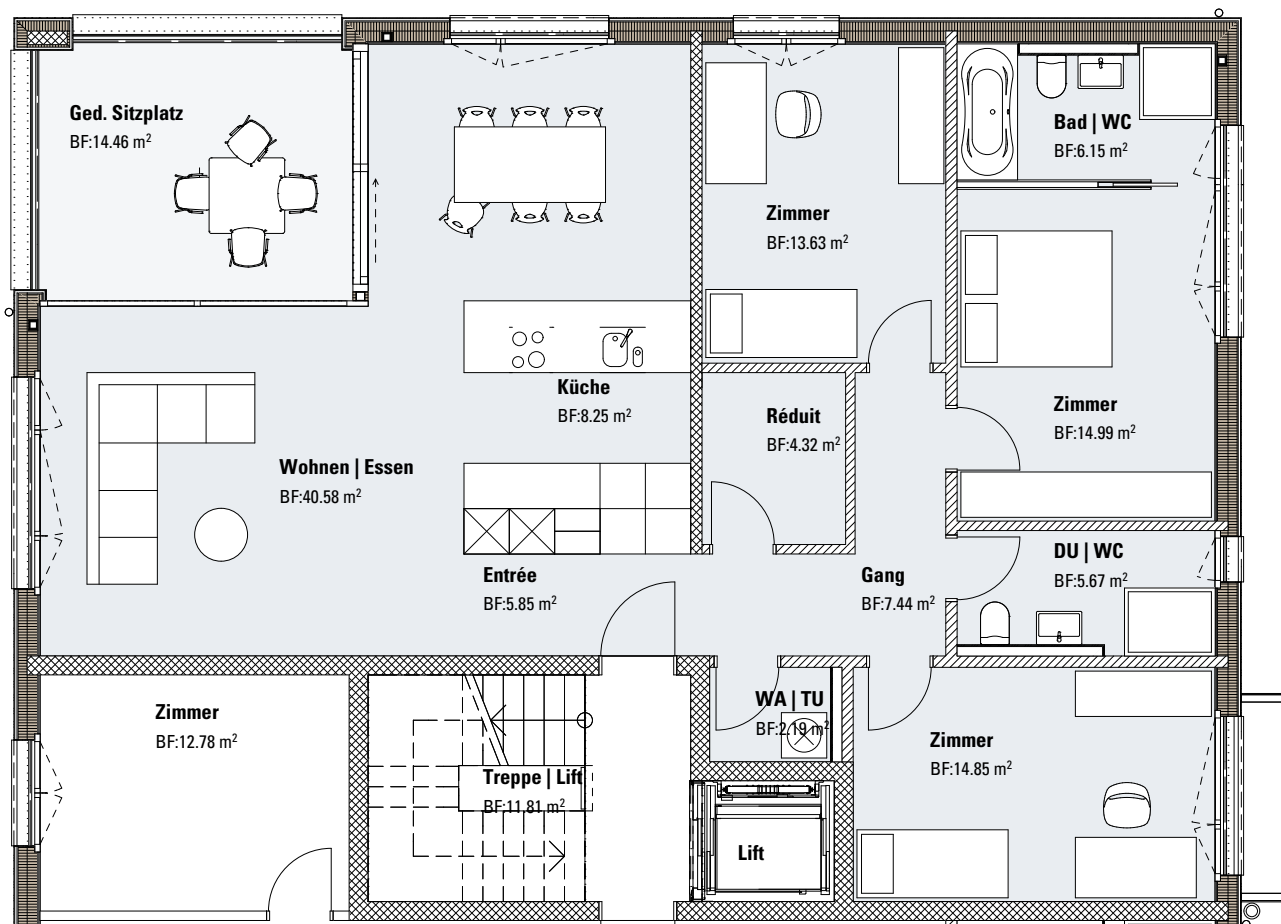 Ged. Sitzplatz
BF:14.46 m²
Bad | WC
BF:6.15 m²
Zimmer
BF:13.63 m²
Küche
BF:8.25 m²
Réduit
BF:4.32 m²
Zimmer
BF:14.99 m²
Wohnen | Essen
BF:40.58 m²
Entrée
BF:5.85 m²
Gang
BF:7.44 m²
DU | WC
BF:5.67 m²
Zimmer
BF:12.78 m²
WA | TU
BF:2.19 m²
Zimmer
BF:14.85 m²
Treppe | Lift
BF:11.81 m²
Lift